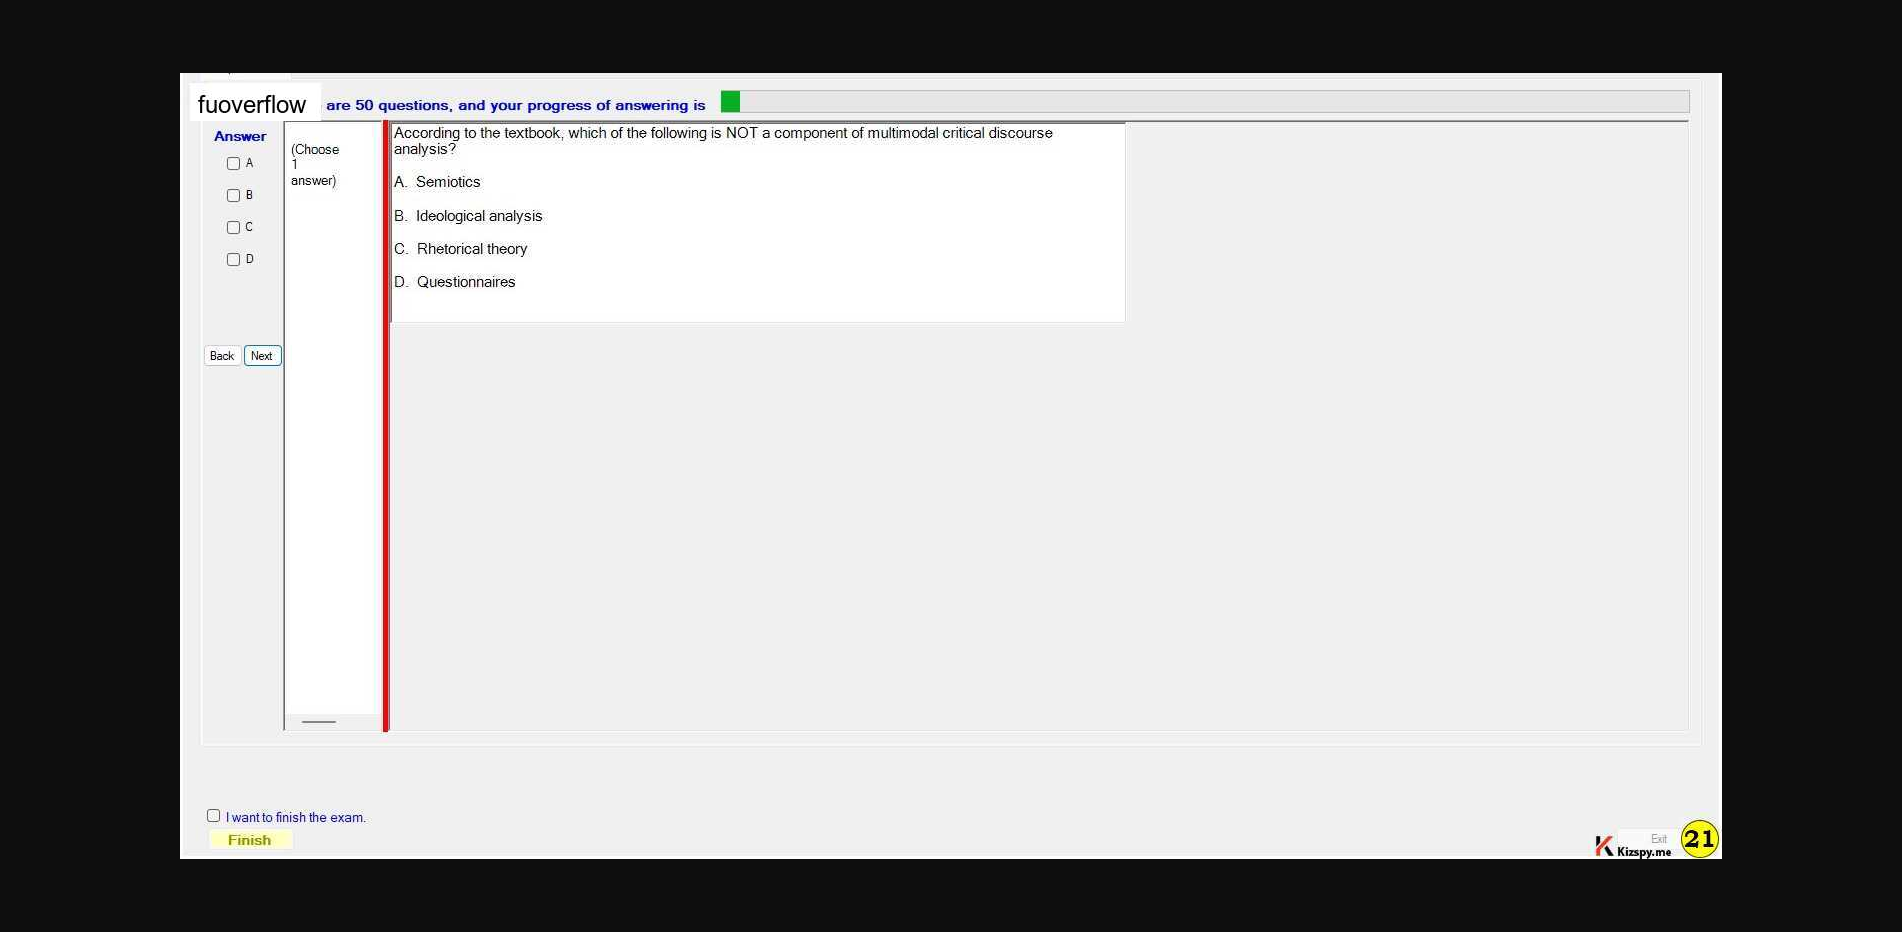 fuoverflow are 50 questions, and your progress of answering is
Answer
A
B
C
D
Back Next
(Choose
1
answer)
According to the textbook, which of the following is NOT a component of multimodal critical discourse
analysis?
A. Semiotics
B. Ideological analysis
C. Rhetorical theory
D. Questionnaires
I want to finish the exam.
Finish
Exit
Kizspy.me
21